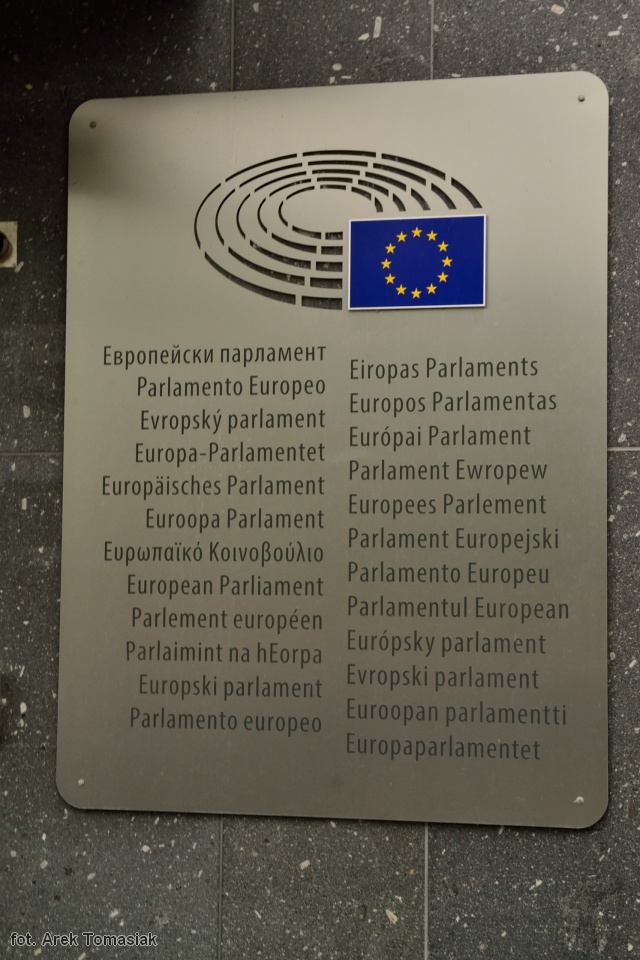 Европейски парламент
Parlamento Europeo
Evropský parlament
Europa-Parlamentet
Europäisches Parlament
Euroopa Parlament
Ευρωπαϊκό Κοινοβούλιο
European Parliament
Parlement européen
Parlaimint na hEorpa
Europski parlament
Parlamento europeo
Eiropas Parlaments
Europos Parlamentas
Európai Parlament
Parlament Ewropew
Europees Parlement
Parlament Europejski
Parlamento Europeu
Parlamentul European
Európsky parlament
Evropski parlament
Euroopan parlamentti
Europaparlamentet
fot. Arek Tomasiak